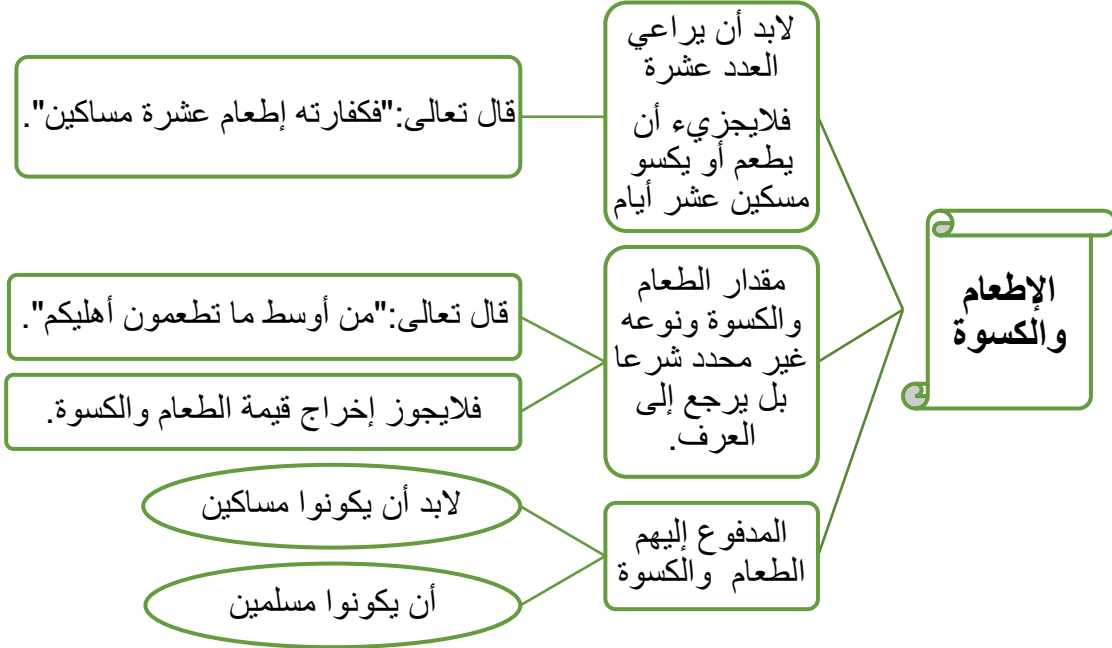 الإطعام
والكسوة
لابد أن يراعي
العدد عشرة
فلايجزيء أن
يطعم أو يكسو
مسكين عشر أيام
قال تعالى:"فكفارته إطعام عشرة مساكين".
مقدار الطعام
والكسوة ونوعه
غير محدد شرعا
بل يرجع إلى
العرف.
قال تعالى:"من أوسط ما تطعمون أهليكم".
فلايجوز إخراج قيمة الطعام والكسوة.
المدفوع إليهم
الطعام والكسوة
لابد أن يكونوا مساكين
أن يكونوا مسلمين